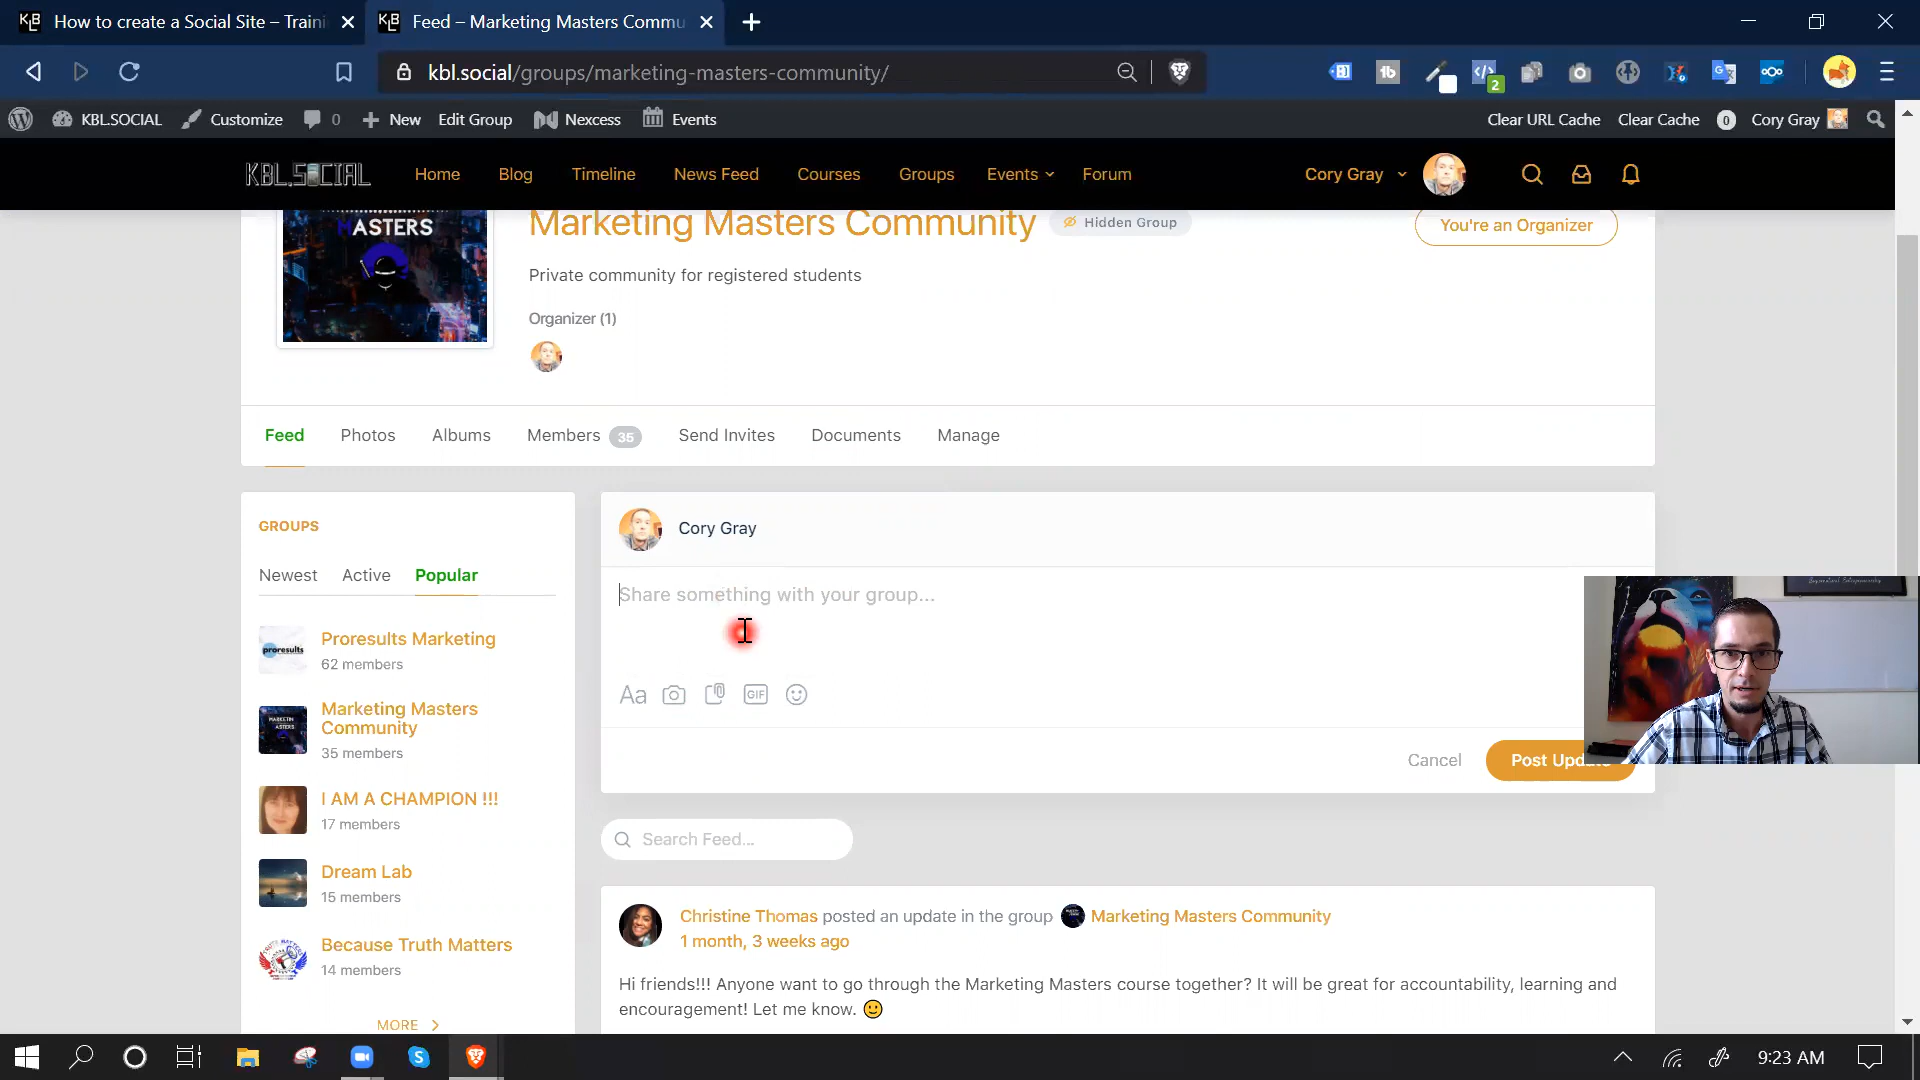 How to create a Social Site – Traini
Feed – Marketing Masters Commu
kbl.social/groups/marketing-masters-community/
2
KBL.SOCIAL Customize 0 New Edit Group Nexcess Events Clear URL Cache Clear Cache 0 Cory Gray
KBL.SOCIAL Home Blog Timeline News Feed Courses Groups Events Forum Cory Gray
MASTERS
Marketing Masters Community Hidden Group You're an Organizer
Private community for registered students
Organizer (1)
Feed Photos Albums Members 35 Send Invites Documents Manage
GROUPS
Newest Active Popular
proresults
Proresults Marketing
62 members
Marketing Masters
Community
35 members
I AM A CHAMPION !!!
17 members
Dream Lab
15 members
Because Truth Matters
14 members
MORE
Cory Gray
Share something with your group...
Aa GIF
Cancel Post Update
Search Feed...
Christine Thomas posted an update in the group Marketing Masters Community
1 month, 3 weeks ago
Hi friends!!! Anyone want to go through the Marketing Masters course together? It will be great for accountability, learning and
encouragement! Let me know.
9:23 AM